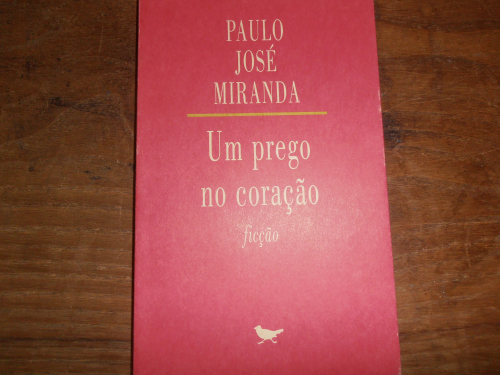 PAULO
JOSÉ
MIRANDA
Um prego
no coração
ficção